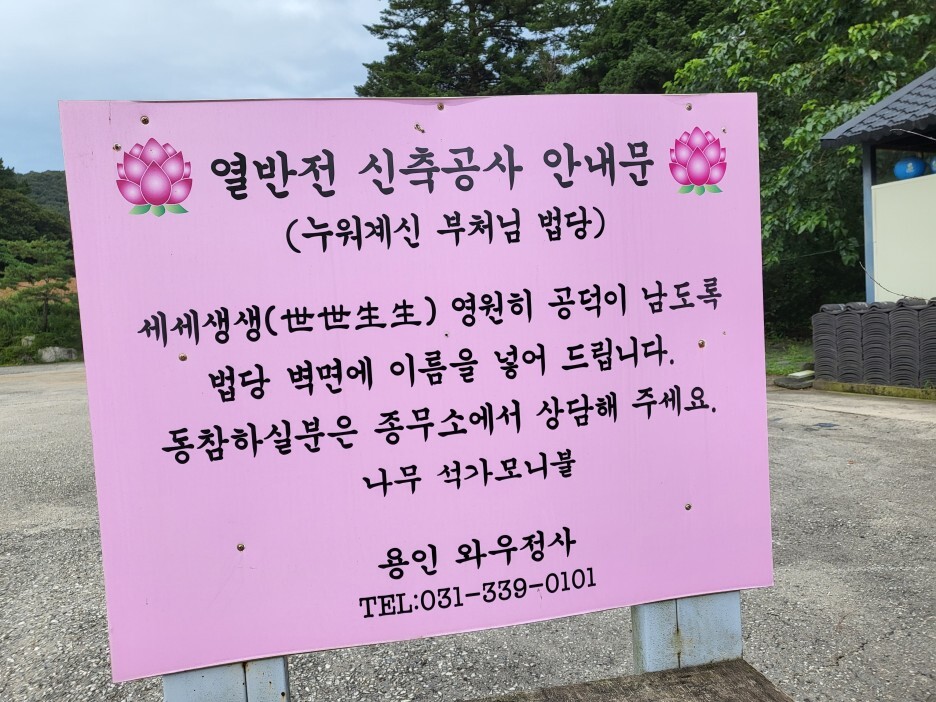 열반전 신축공사 안내문
(누워계신 부처님 법당)
세세생생(世世生生) 영원히 공덕이 남도록
법당 벽면에 이름을 넣어 드립니다.
동참하실분은 종무소에서 상담해 주세요.
나무 석가모니불
용인 와우정사
TEL:031-339-0101